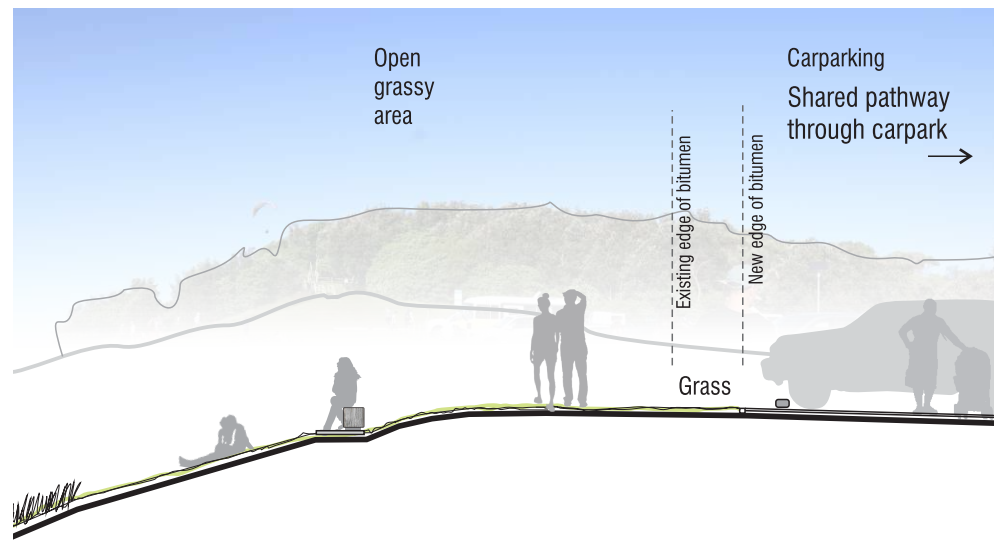 Open
grassy
area
Carparking
Shared pathway
through carpark
Existing edge of bitumen
New edge of bitumen
Grass